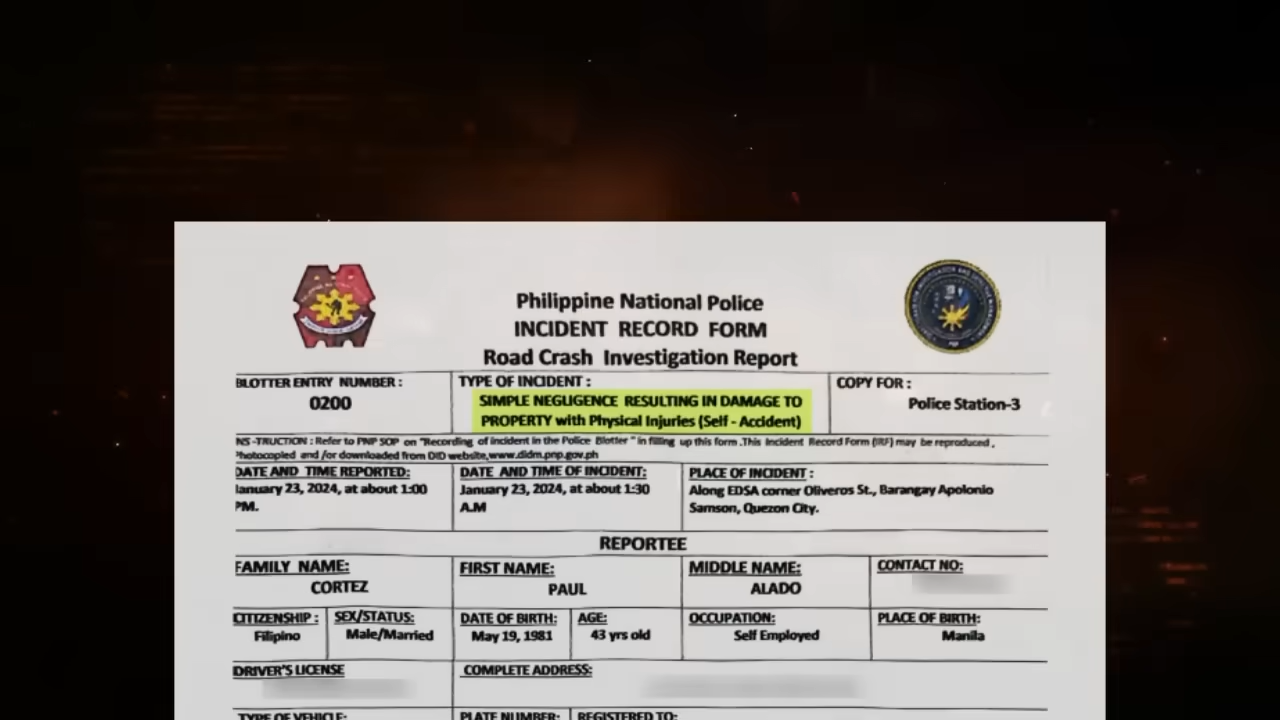 Philippine National Police
INCIDENT RECORD FORM
Road Crash Investigation Report
BLOTTER ENTRY NUMBER :
0200
TYPE OF INCIDENT :
SIMPLE NEGLIGENCE RESULTING IN DAMAGE TO
PROPERTY with Physical Injuries (Self - Accident)
COPY FOR :
Police Station-3
NS -TRUCTION : Refer to PNP SOP on "Recording of incident in the Police Blotter " in filling up this form .This Incident Record Form (IRF) may be reproduced ,
Photocopied and /or downloaded from DID website,www.didm.pnp.gov.ph
DATE AND TIME REPORTED:
January 23, 2024, at about 1:00
PM.
DATE AND TIME OF INCIDENT:
January 23, 2024, at about 1:30
A.M
PLACE OF INCIDENT :
Along EDSA corner Oliveros St., Barangay Apolonio
Samson, Quezon City.
REPORTEE
FAMILY NAME:
CORTEZ
FIRST NAME:
PAUL
MIDDLE NAME:
ALADO
CONTACT NO:
CITIZENSHIP :
Filipino
SEX/STATUS:
Male/Married
DATE OF BIRTH:
May 19, 1981
AGE:
43 yrs old
OCCUPATION:
Self Employed
PLACE OF BIRTH:
Manila
DRIVER'S LICENSE
COMPLETE ADDRESS:
TYPE OF VEHICLE:
PLATE NUMBER:
REGISTERED TO: